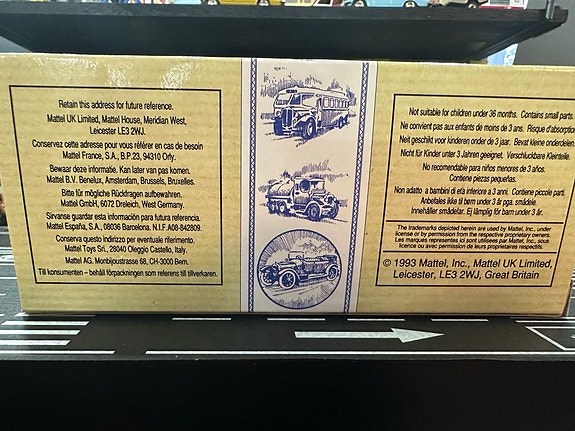 Retain this address for future reference.
Mattel UK Limited, Mattel House, Meridian West,
Leicester LE3 2WJ.
Conservez cette adresse pour vous référer en cas de besoin
Mattel France, S.A., B.P.23, 94310 Orly.
Bewaar deze informatie. Kan later van pas komen.
Mattel B.V. Benelux, Amsterdam, Brussels, Bruxelles.
Bitte für mögliche Rückfragen aufbewahren.
Mattel GmbH, 6072 Dreieich, West Germany.
Sirvanse guardar esta información para futura referencia.
Mattel España, S.A., 08036 Barcelona. N.I.F.A08-842809.
Conserva questo indirizzo per eventuale riferimento.
Mattel Toys Srl, 28040 Oleggio Castello, Italy.
Mattel AG. Monbijoustrasse 68, CH-3000 Bern.
Till konsumenten – behåll förpackningen som referens till tillverkaren.
Not suitable for children under 36 months. Contains small parts.
Ne convient pas aux enfants de moins de 3 ans. Risque d'absorption
Niet geschikt voor kinderen onder de 3 jaar. Bevat kleine onderdelen.
Nicht für Kinder unter 3 Jahren geeignet. Verschluckbare Kleinteile.
No recomendable para niños menores de 3 años.
Contiene piezas pequeñas.
Non adatto a bambini di età inferiore a 3 anni. Contiene piccole parti.
Anbefales ikke til børn under 3 år pga. smådele.
Innehåller smådelar. Ej lämplig för barn under 3 år.
The trademarks depicted herein are used by Mattel, Inc., under
license or by permission from the respective proprietary owners.
Les marques représentées ici sont utilisées par Mattel, Inc., sous
licence ou avec permission de leurs propriétaires respectifs.
© 1993 Mattel, Inc., Mattel UK Limited,
Leicester, LE3 2WJ, Great Britain